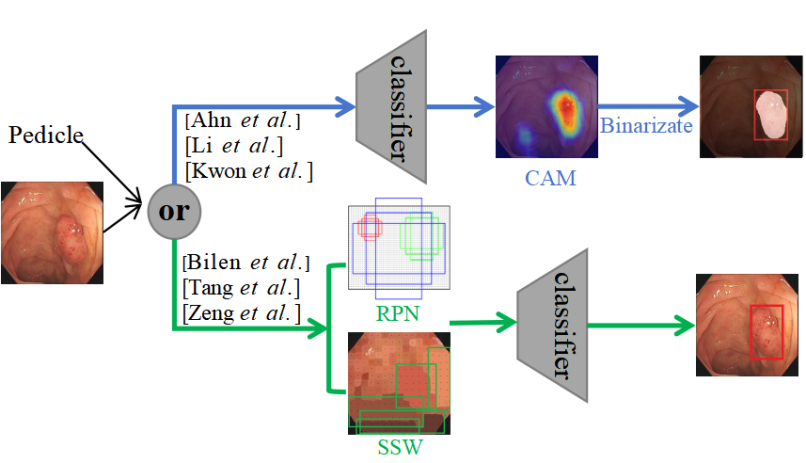 Pedicle
or
[Ahn et al.]
[Li et al.]
[Kwon et al.]
classifier
CAM
Binarizate
[Bilen et al.]
[Tang et al.]
[Zeng et al.]
RPN
SSW
classifier